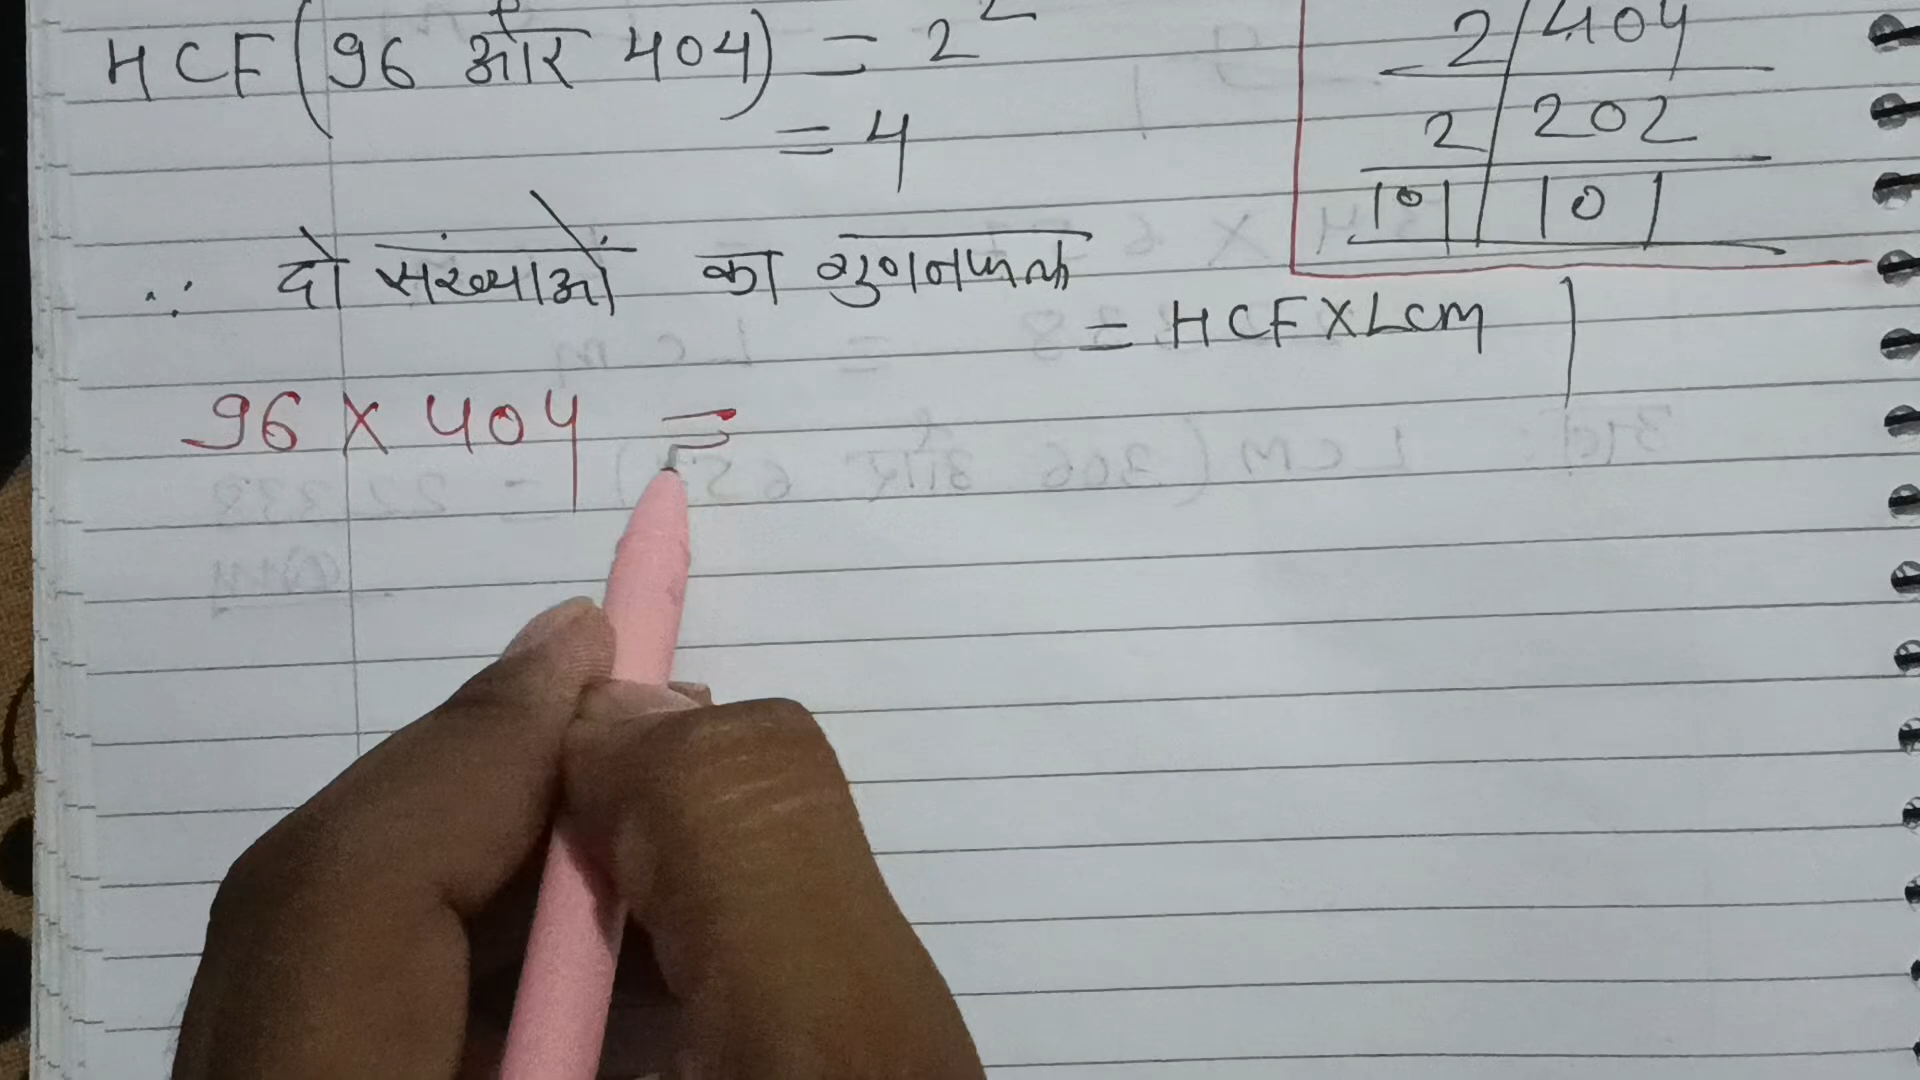 HCF(96 और 404) = 2²
= 4
2 404
2 202
101 101
∵ दो संख्याओं का गुणनफल
= HCF X LCM
96 X 404 =